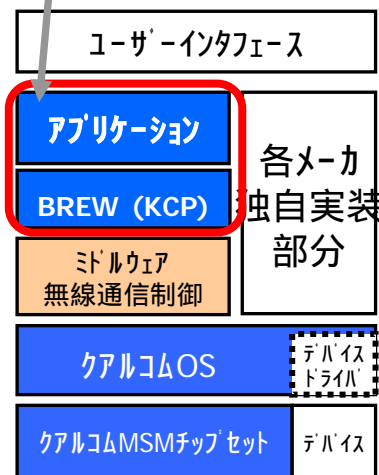 ﾕｰｻﾞｰｲﾝﾀﾌｪｰｽ
ｱﾌﾟﾘｹｰｼｮﾝ
BREW (KCP)
各ﾒｰｶ
独自実装
部分
ﾐﾄﾞﾙｳｪｱ
無線通信制御
ｸｱﾙｺﾑOS
ﾃﾞﾊﾞｲｽ
ﾄﾞﾗｲﾊﾞ
ｸｱﾙｺﾑMSMﾁｯﾌﾟｾｯﾄ
ﾃﾞﾊﾞｲｽ